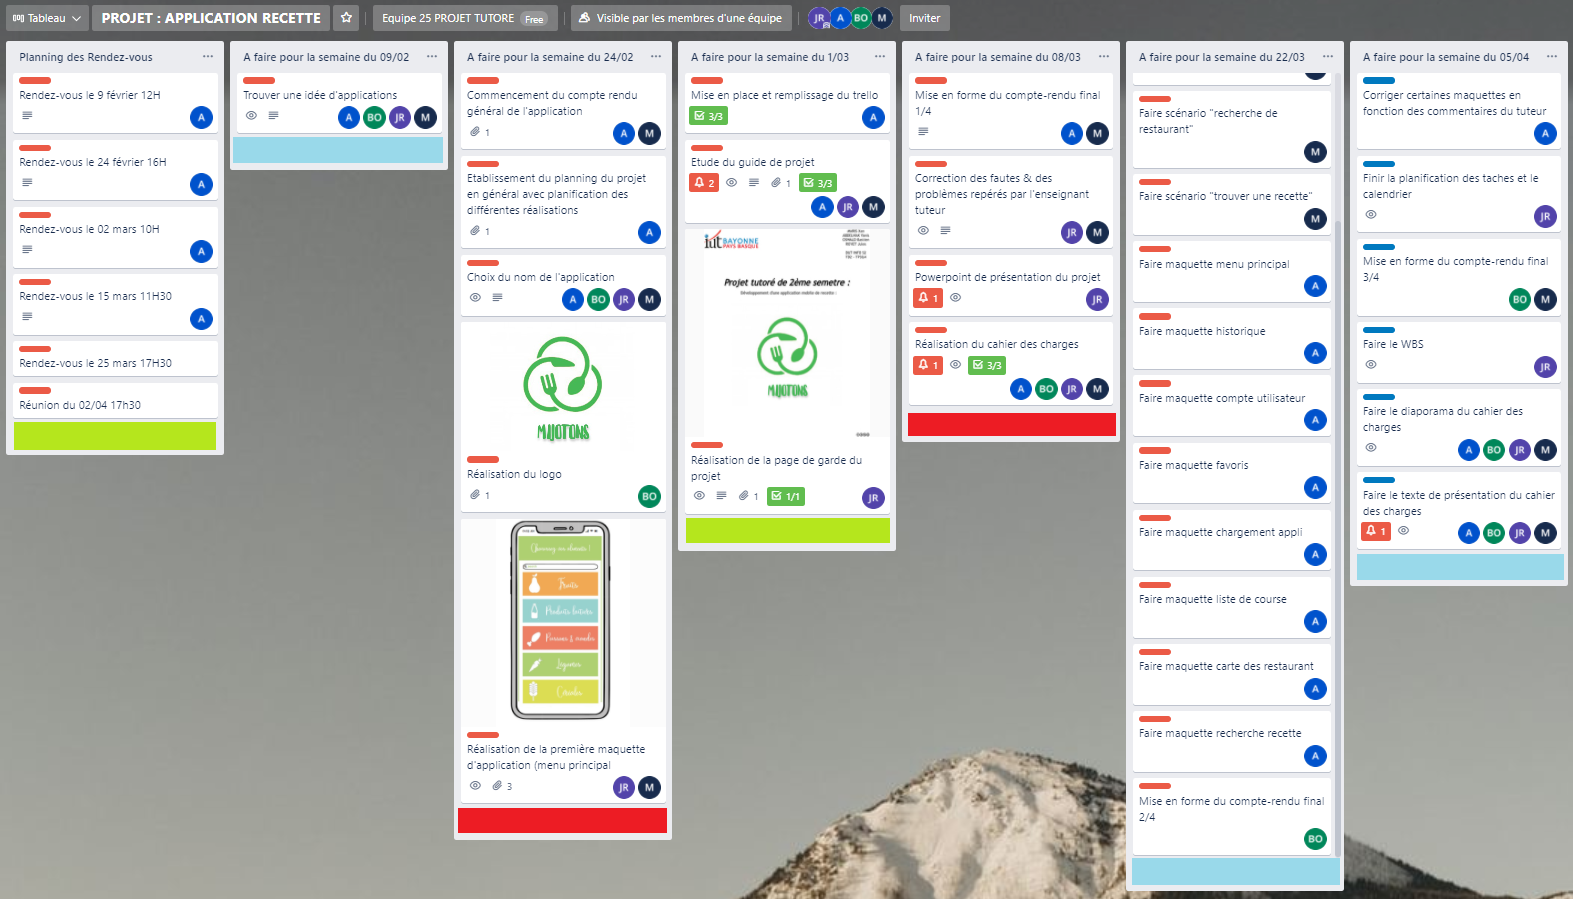 Tableau
PROJET : APPLICATION RECETTE
Equipe 25 PROJET TUTORE Free
Visible par les membres d'une équipe
JR A BO M
Inviter
Planning des Rendez-vous
Rendez-vous le 9 février 12H
A
Rendez-vous le 24 février 16H
A
Rendez-vous le 02 mars 10H
A
Rendez-vous le 15 mars 11H30
A
Rendez-vous le 25 mars 17H30
Réunion du 02/04 17h30
A faire pour la semaine du 09/02
Trouver une idée d'applications
A BO JR M
A faire pour la semaine du 24/02
Commencement du compte rendu
général de l'application
1
A M
Etablissement du planning du projet
en général avec planification des
différentes réalisations
1
A
Choix du nom de l'application
A BO JR M
MIJOTONS
Réalisation du logo
1
BO
Fruits
Légumes
Céréales
Réalisation de la première maquette
d'application (menu principal
3
JR M
A faire pour la semaine du 1/03
Mise en place et remplissage du trello
3/3
A
Etude du guide de projet
2 1 3/3
A JR M
iut BAYONNE
PAYS BASQUE
Projet tutoré de 2ème semetre :
Développement d'une application mobile de recette :
MIJOTONS
Réalisation de la page de garde du
projet
1 1/1
JR
A faire pour la semaine du 08/03
Mise en forme du compte-rendu final
1/4
A M
Correction des fautes & des
problèmes repérés par l'enseignant
tuteur
JR M
Powerpoint de présentation du projet
1
JR
Réalisation du cahier des charges
1 3/3
A BO JR M
A faire pour la semaine du 22/03
Faire scénario "recherche de
restaurant"
M
Faire scénario "trouver une recette"
M
Faire maquette menu principal
A
Faire maquette historique
A
Faire maquette compte utilisateur
A
Faire maquette favoris
A
Faire maquette chargement appli
A
Faire maquette liste de course
A
Faire maquette carte des restaurant
A
Faire maquette recherche recette
A
Mise en forme du compte-rendu final
2/4
BO
A faire pour la semaine du 05/04
Corriger certaines maquettes en
fonction des commentaires du tuteur
A
Finir la planification des taches et le
calendrier
JR
Mise en forme du compte-rendu final
3/4
BO M
Faire le WBS
JR
Faire le diaporama du cahier des
charges
A BO JR M
Faire le texte de présentation du cahier
des charges
1
A BO JR M